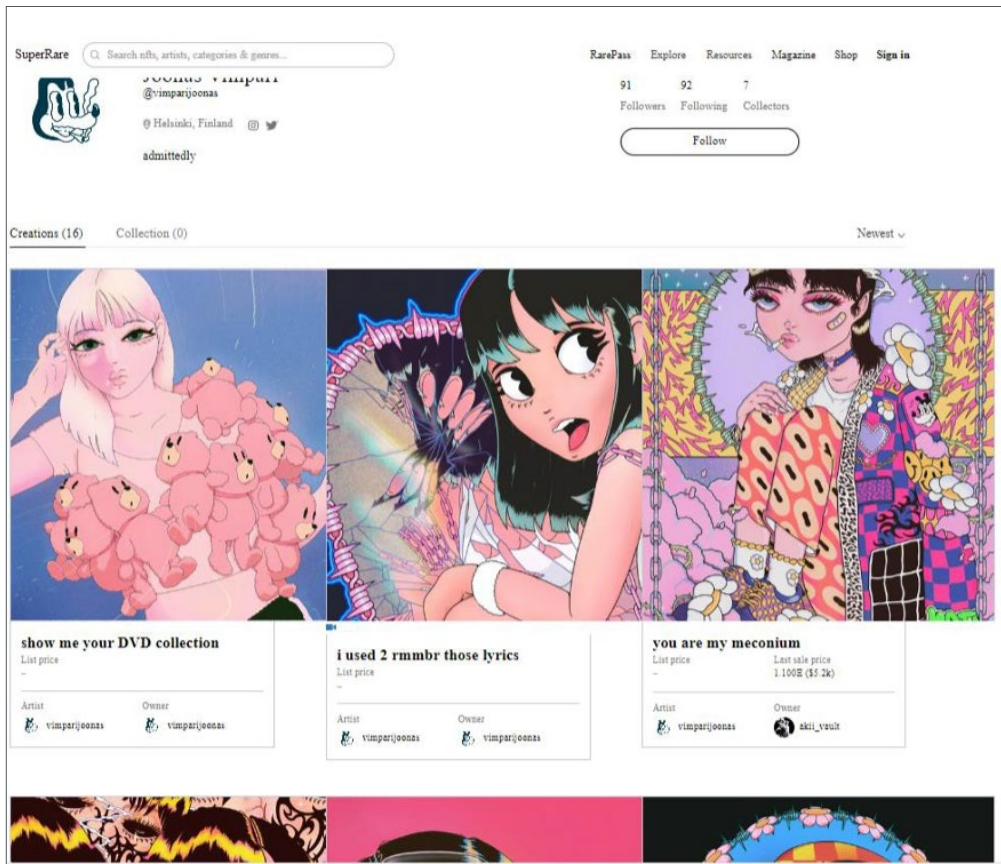 SuperRare
Search nfts, artists, categories & genres...
RarePass Explore Resources Magazine Shop Sign in
Joonas Vimpari
@vimparijoonas
Helsinki, Finland
admittedly
91 92 7
Followers Following Collectors
Follow
Creations (16) Collection (0)
Newest
show me your DVD collection
List price
–
Artist Owner
vimparijoonas vimparijoonas
i used 2 rmmbr those lyrics
List price
–
Artist Owner
vimparijoonas vimparijoonas
you are my meconium
List price Last sale price
– 1.100Ξ ($5.2k)
Artist Owner
vimparijoonas akii_vault